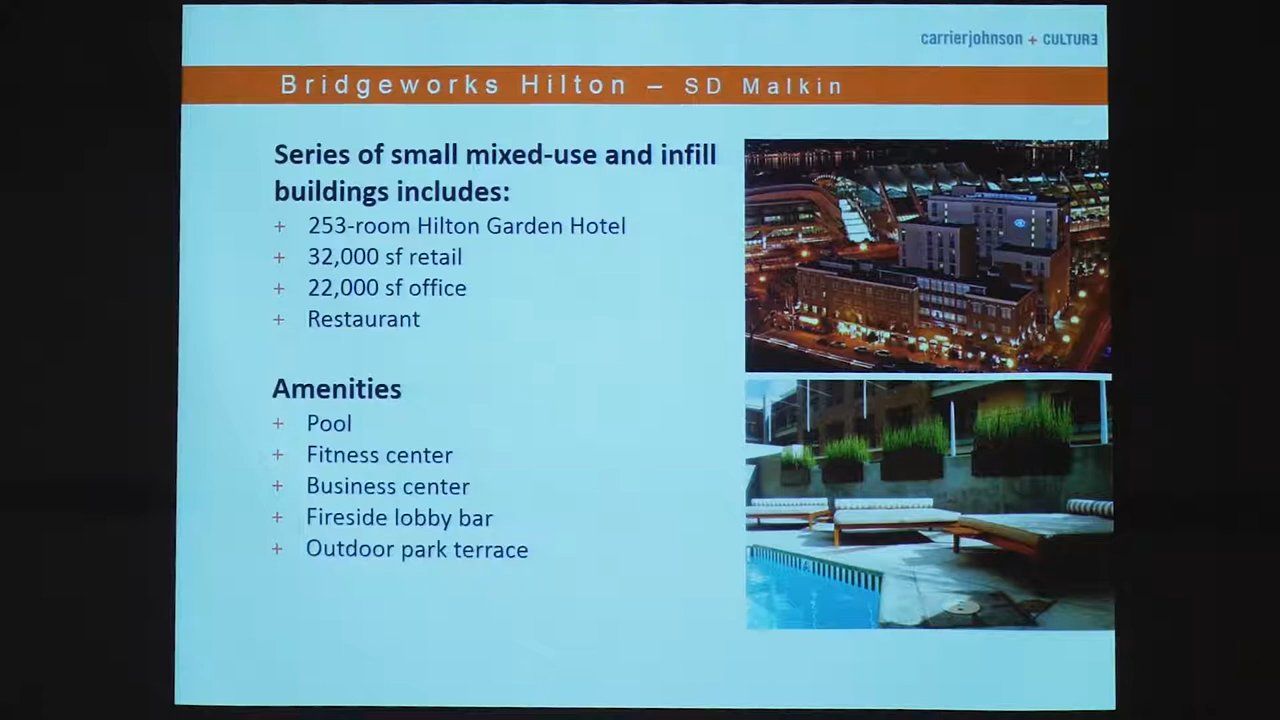 carrierjohnson + CULTURE
Bridgeworks Hilton – SD Malkin
Series of small mixed-use and infill
buildings includes:
+ 253-room Hilton Garden Hotel
+ 32,000 sf retail
+ 22,000 sf office
+ Restaurant
Amenities
+ Pool
+ Fitness center
+ Business center
+ Fireside lobby bar
+ Outdoor park terrace